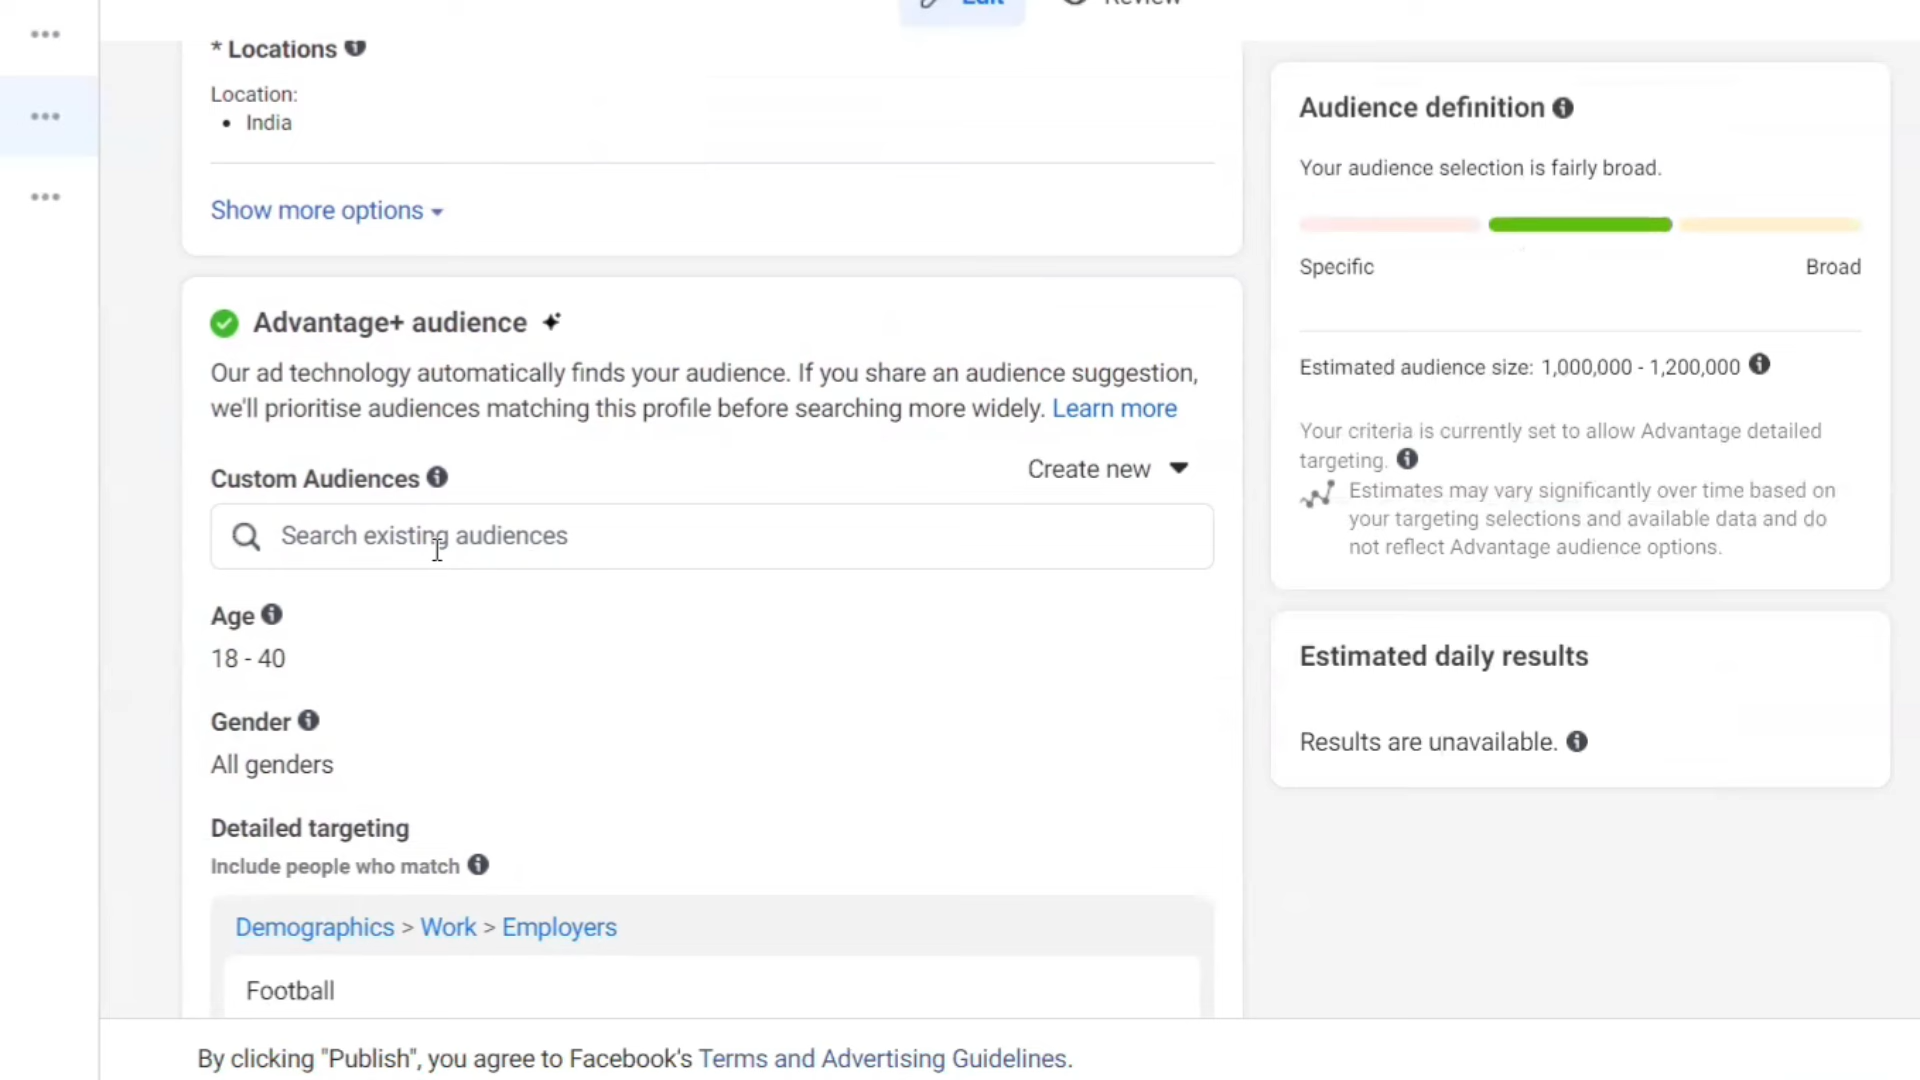 Edit
Review
* Locations
Location:
• India
Show more options
Advantage+ audience
Our ad technology automatically finds your audience. If you share an audience suggestion,
we'll prioritise audiences matching this profile before searching more widely. Learn more
Custom Audiences
Create new
Search existing audiences
Age
18 - 40
Gender
All genders
Detailed targeting
Include people who match
Demographics > Work > Employers
Football
By clicking "Publish", you agree to Facebook's Terms and Advertising Guidelines.
Audience definition
Your audience selection is fairly broad.
Specific
Broad
Estimated audience size: 1,000,000 - 1,200,000
Your criteria is currently set to allow Advantage detailed
targeting.
Estimates may vary significantly over time based on
your targeting selections and available data and do
not reflect Advantage audience options.
Estimated daily results
Results are unavailable.